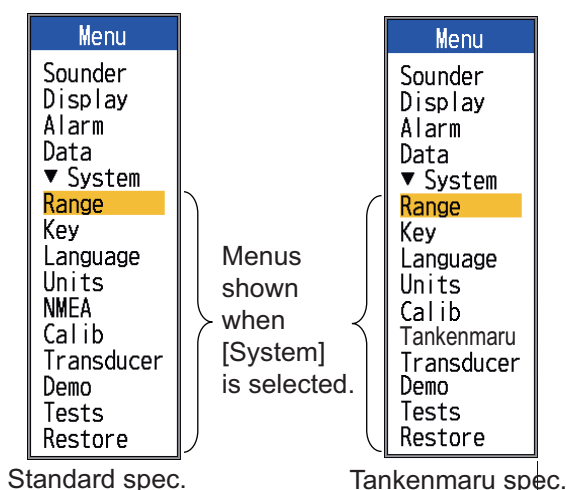 Menu
Sounder
Display
Alarm
Data
▼ System
Range
Key
Language
Units
NMEA
Calib
Transducer
Demo
Tests
Restore
Standard spec.
Menus
shown
when
[System]
is selected.
Menu
Sounder
Display
Alarm
Data
▼ System
Range
Key
Language
Units
Calib
Tankenmaru
Transducer
Demo
Tests
Restore
Tankenmaru spec.